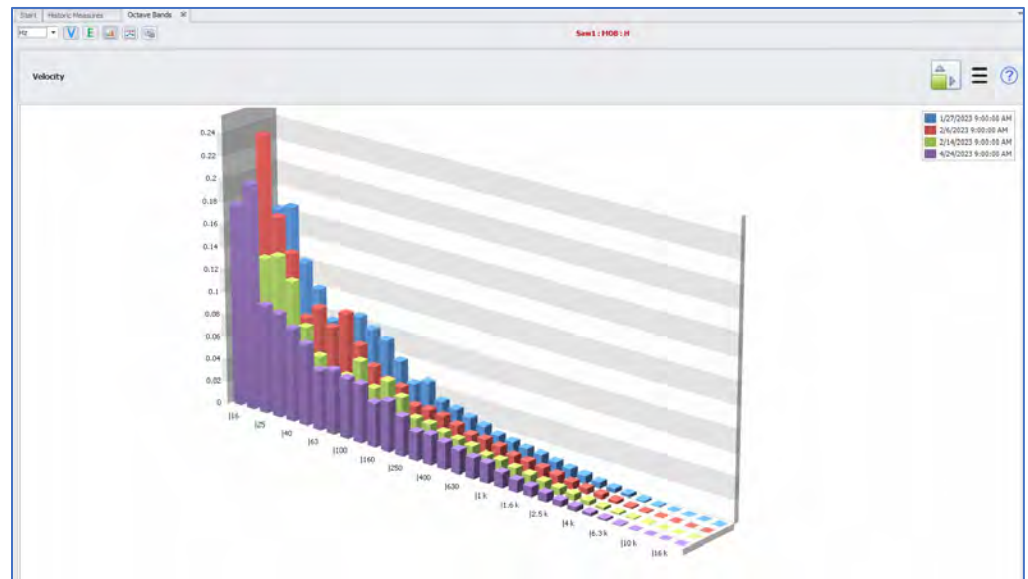 Start Historic Measures Octave Bands
Hz V E Saw1 : MOB : H
Velocity
1/27/2023 9:00:00 AM
2/6/2023 9:00:00 AM
2/14/2023 9:00:00 AM
4/24/2023 9:00:00 AM
0.24
0.22
0.2
0.18
0.16
0.14
0.12
0.1
0.08
0.06
0.04
0.02
0
|16 |25 |40 |63 |100 |160 |250 |400 |630 |1 k |1.6 k |2.5 k |4 k |6.3 k |10 k |16 k